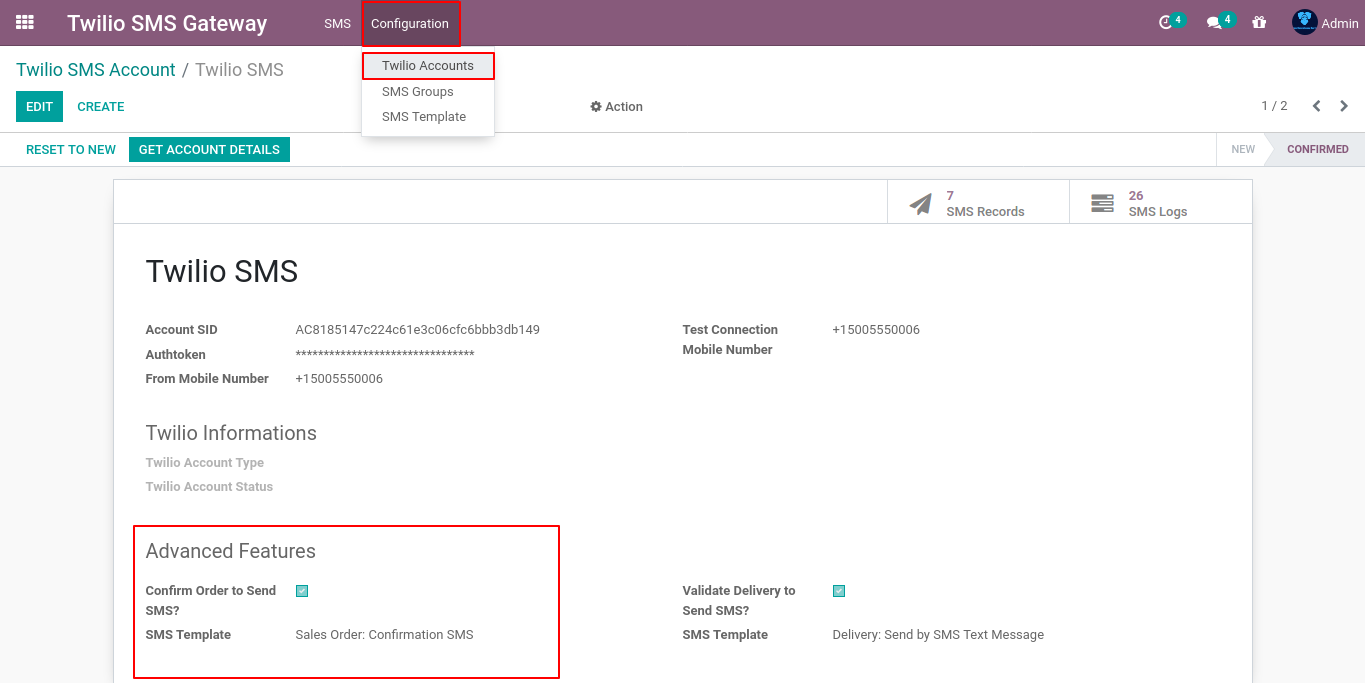 Twilio SMS Gateway SMS Configuration 4 4 Admin
Twilio SMS Account / Twilio SMS
Twilio Accounts
SMS Groups
SMS Template
EDIT CREATE Action 1 / 2
RESET TO NEW GET ACCOUNT DETAILS NEW CONFIRMED
7
SMS Records
26
SMS Logs
Twilio SMS
Account SID AC8185147c224c61e3c06cfc6bbb3db149
Authtoken ********************************
From Mobile Number +15005550006
Test Connection +15005550006
Mobile Number
Twilio Informations
Twilio Account Type
Twilio Account Status
Advanced Features
Confirm Order to Send
SMS?
SMS Template Sales Order: Confirmation SMS
Validate Delivery to
Send SMS?
SMS Template Delivery: Send by SMS Text Message